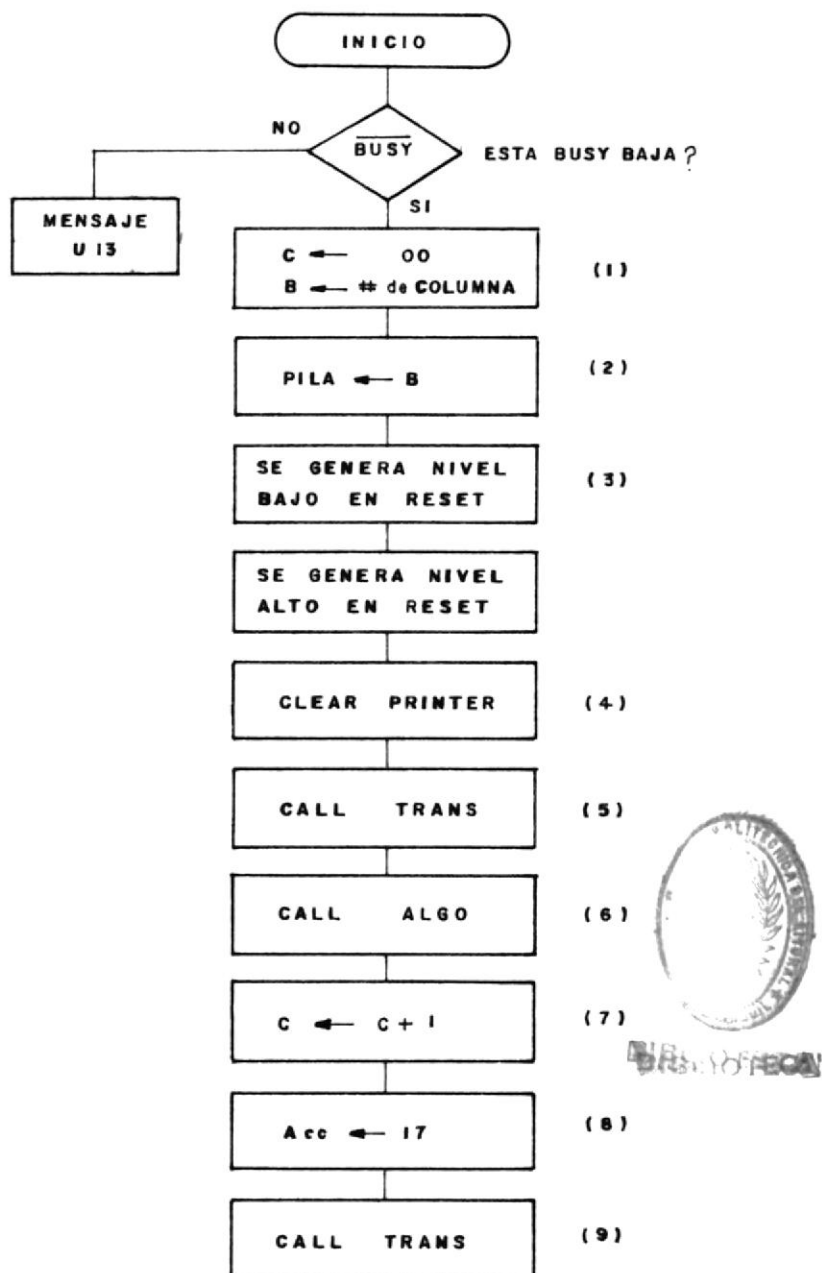 INICIO
NO
BUSY
ESTA BUSY BAJA?
SI
MENSAJE
U 13
C ← 00
B ← # de COLUMNA
(1)
PILA ← B
(2)
SE GENERA NIVEL
BAJO EN RESET
(3)
SE GENERA NIVEL
ALTO EN RESET
CLEAR PRINTER
(4)
CALL TRANS
(5)
CALL ALGO
(6)
C ← C + 1
(7)
Acc ← 17
(8)
CALL TRANS
(9)